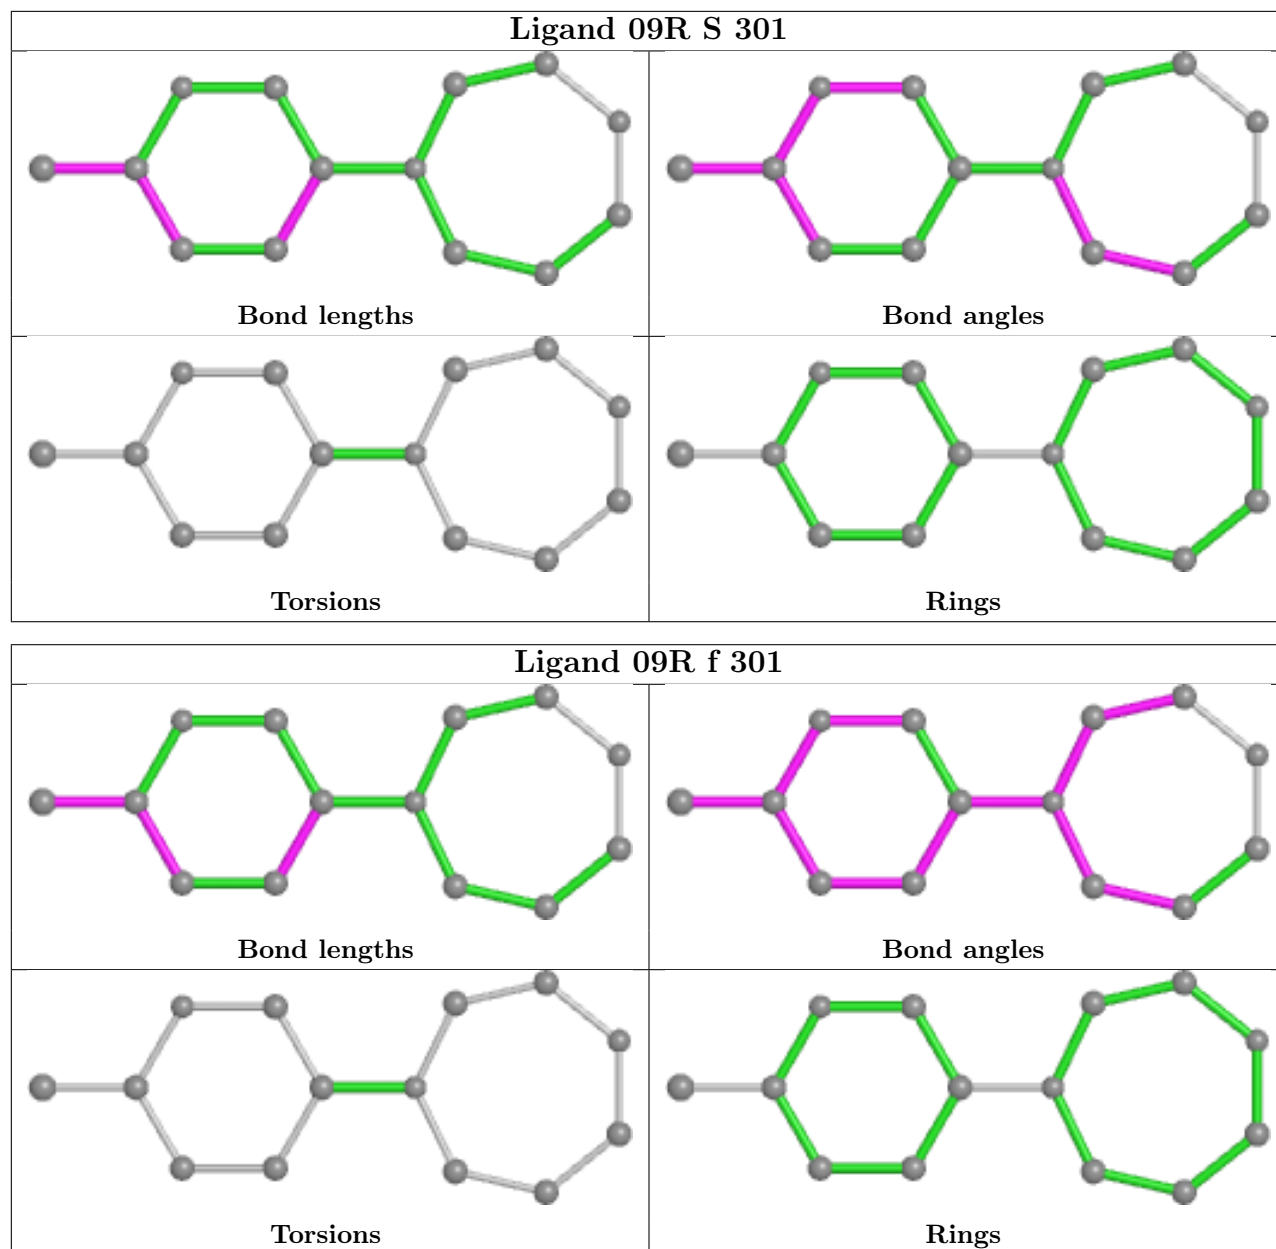 Ligand 09R S 301
Bond lengths
Bond angles
Torsions
Rings
Ligand 09R f 301
Bond lengths
Bond angles
Torsions
Rings